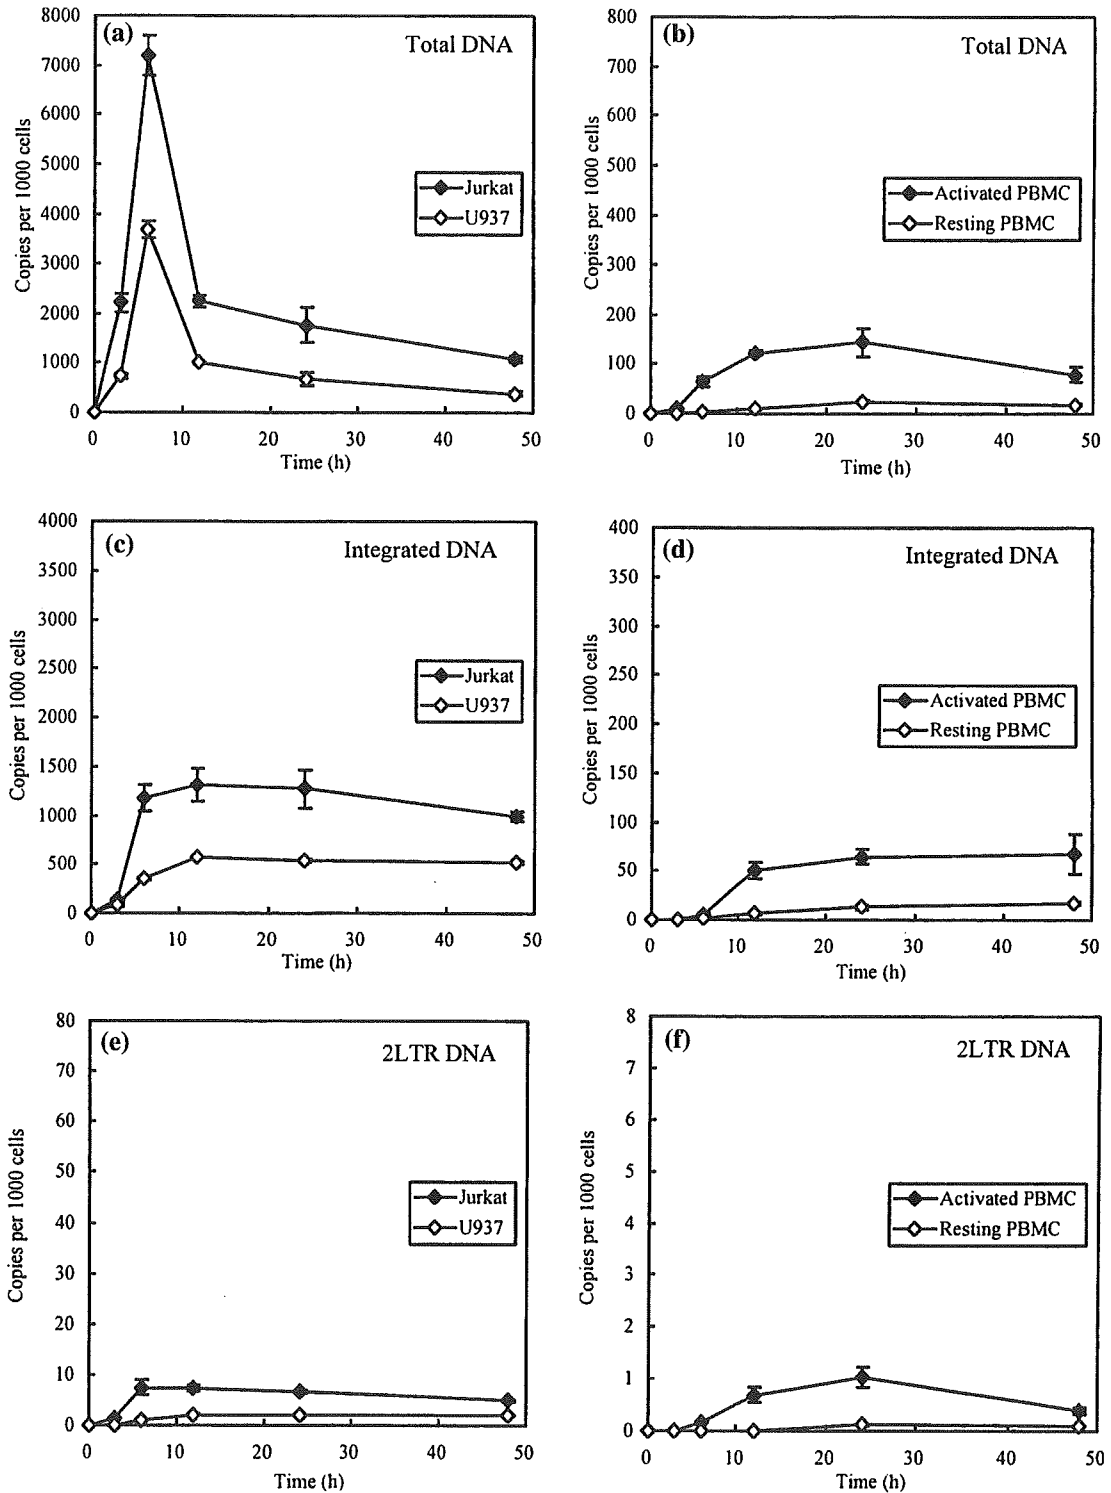 (a)
Total DNA
8000
7000
6000
5000
4000
3000
2000
1000
0
Copies per 1000 cells
Jurkat
U937
0 10 20 30 40 50
Time (h)
(b)
Total DNA
800
700
600
500
400
300
200
100
0
Copies per 1000 cells
Activated PBMC
Resting PBMC
0 10 20 30 40 50
Time (h)
(c)
Integrated DNA
4000
3500
3000
2500
2000
1500
1000
500
0
Copies per 1000 cells
Jurkat
U937
0 10 20 30 40 50
Time (h)
(d)
Integrated DNA
400
350
300
250
200
150
100
50
0
Copies per 1000 cells
Activated PBMC
Resting PBMC
0 10 20 30 40 50
Time (h)
(e)
2LTR DNA
80
70
60
50
40
30
20
10
0
Copies per 1000 cells
Jurkat
U937
0 10 20 30 40 50
Time (h)
(f)
2LTR DNA
8
7
6
5
4
3
2
1
0
Copies per 1000 cells
Activated PBMC
Resting PBMC
0 10 20 30 40 50
Time (h)